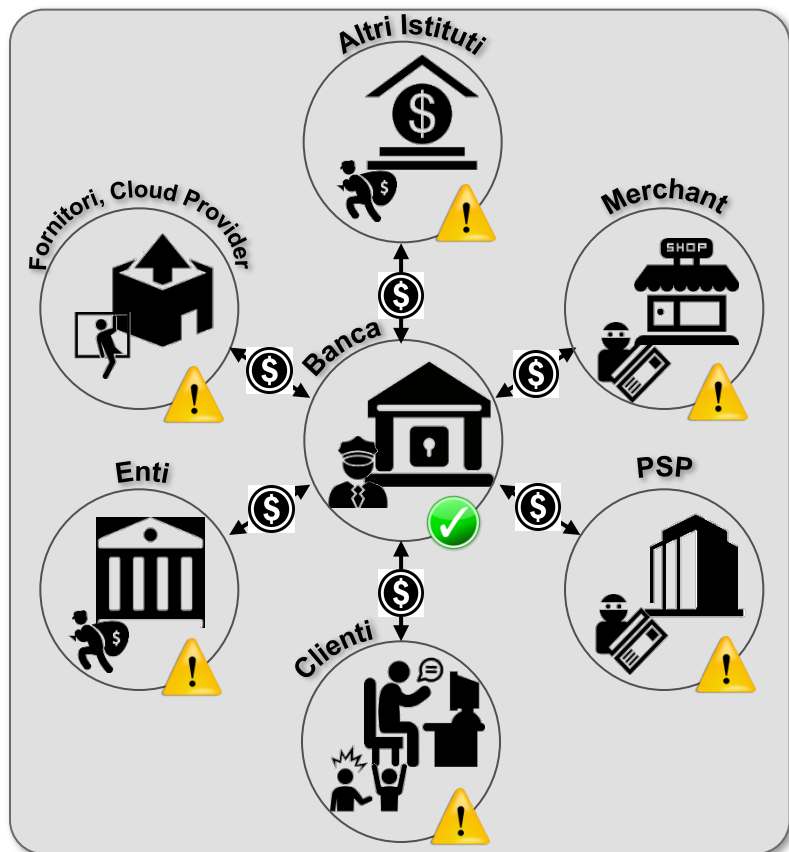 Altri Istituti
$
$
Fornitori, Cloud Provider
Merchant
SHOP
$
Banca
$
$
Enti
PSP
$
$
$
$
Clienti